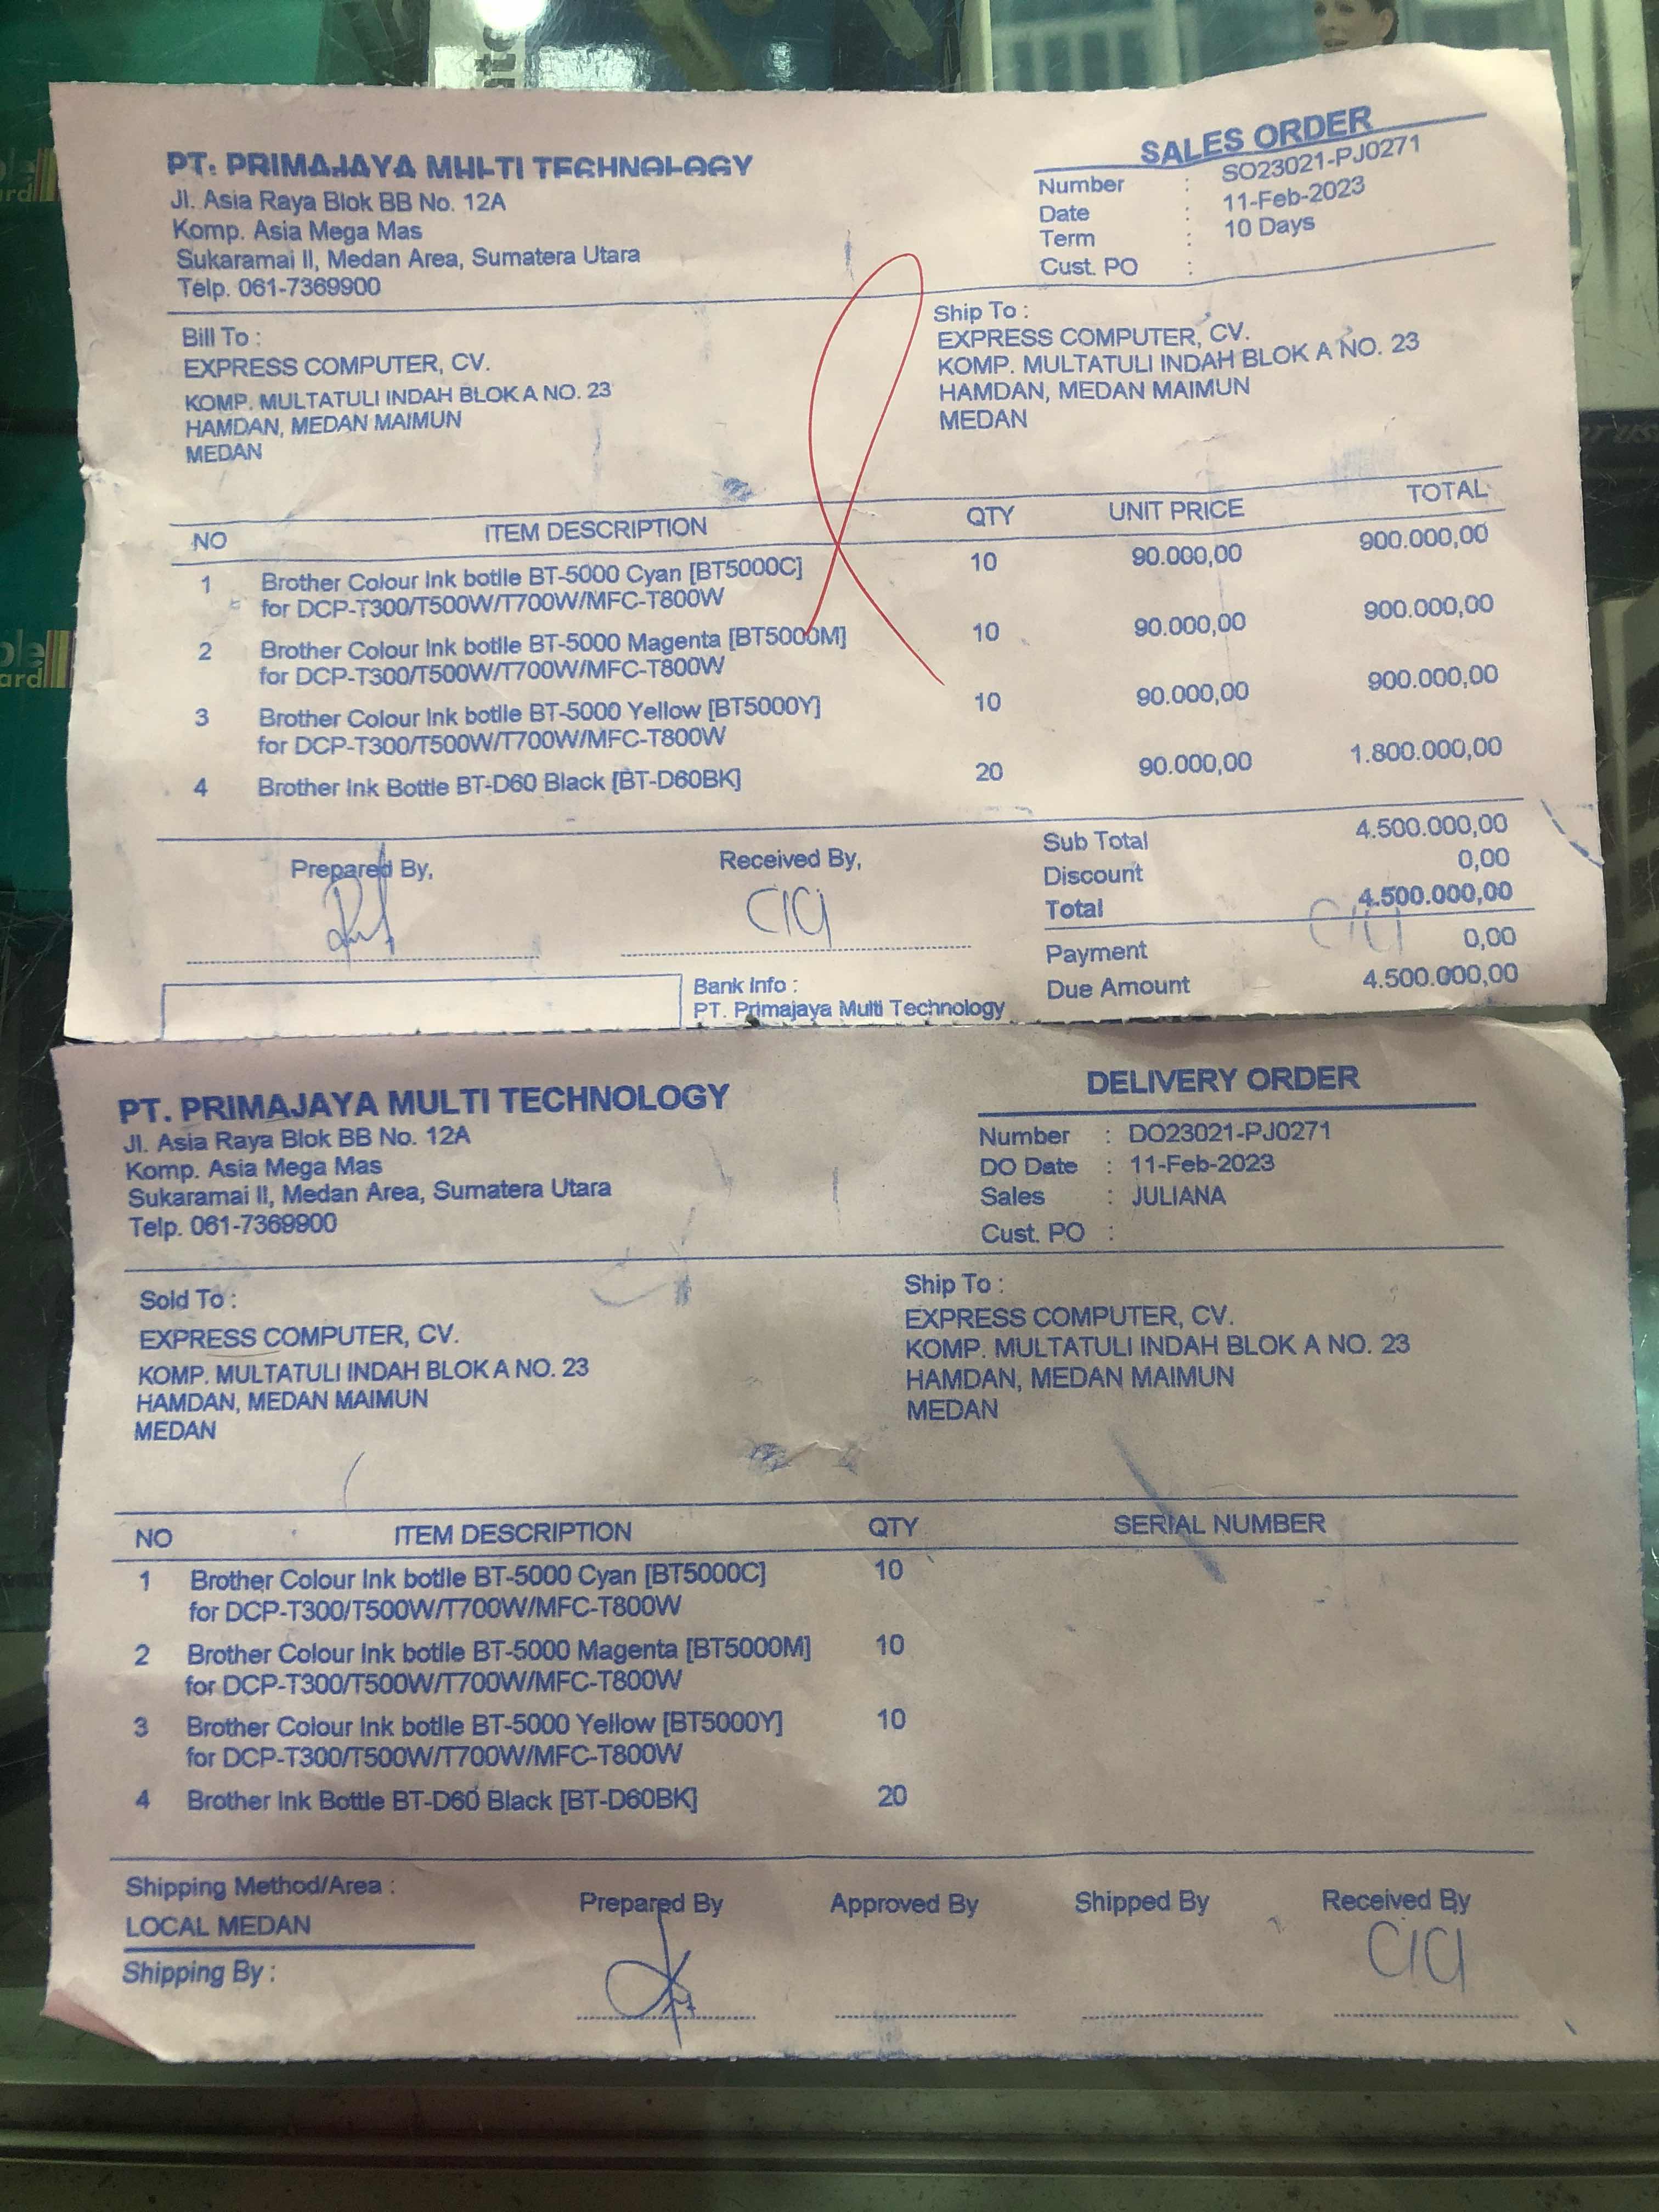 PT. PRIMAJAYA MULTI TECHNOLOGY
Jl. Asia Raya Blok BB No. 12A
Komp. Asia Mega Mas
Sukaramai II, Medan Area, Sumatera Utara
Telp. 061-7369900
SALES ORDER
Number : SO23021-PJ0271
Date : 11-Feb-2023
Term : 10 Days
Cust. PO :
Bill To :
EXPRESS COMPUTER, CV.
KOMP. MULTATULI INDAH BLOK A NO. 23
HAMDAN, MEDAN MAIMUN
MEDAN
Ship To :
EXPRESS COMPUTER, CV.
KOMP. MULTATULI INDAH BLOK A NO. 23
HAMDAN, MEDAN MAIMUN
MEDAN
NO ITEM DESCRIPTION QTY UNIT PRICE TOTAL
1 Brother Colour Ink botlle BT-5000 Cyan [BT5000C] 10 90.000,00 900.000,00
for DCP-T300/T500W/T700W/MFC-T800W
2 Brother Colour Ink botlle BT-5000 Magenta [BT5000M] 10 90.000,00 900.000,00
for DCP-T300/T500W/T700W/MFC-T800W
3 Brother Colour Ink botlle BT-5000 Yellow [BT5000Y] 10 90.000,00 900.000,00
for DCP-T300/T500W/T700W/MFC-T800W
4 Brother Ink Bottle BT-D60 Black [BT-D60BK] 20 90.000,00 1.800.000,00
Prepared By,
Received By,
Sub Total 4.500.000,00
Discount 0,00
Total 4.500.000,00
Payment 0,00
Due Amount 4.500.000,00
Bank Info :
PT. Primajaya Multi Technology
PT. PRIMAJAYA MULTI TECHNOLOGY
Jl. Asia Raya Blok BB No. 12A
Komp. Asia Mega Mas
Sukaramai II, Medan Area, Sumatera Utara
Telp. 061-7369900
DELIVERY ORDER
Number : DO23021-PJ0271
DO Date : 11-Feb-2023
Sales : JULIANA
Cust. PO :
Sold To :
EXPRESS COMPUTER, CV.
KOMP. MULTATULI INDAH BLOK A NO. 23
HAMDAN, MEDAN MAIMUN
MEDAN
Ship To :
EXPRESS COMPUTER, CV.
KOMP. MULTATULI INDAH BLOK A NO. 23
HAMDAN, MEDAN MAIMUN
MEDAN
NO ITEM DESCRIPTION QTY SERIAL NUMBER
1 Brother Colour Ink botlle BT-5000 Cyan [BT5000C] 10
for DCP-T300/T500W/T700W/MFC-T800W
2 Brother Colour Ink botlle BT-5000 Magenta [BT5000M] 10
for DCP-T300/T500W/T700W/MFC-T800W
3 Brother Colour Ink botlle BT-5000 Yellow [BT5000Y] 10
for DCP-T300/T500W/T700W/MFC-T800W
4 Brother Ink Bottle BT-D60 Black [BT-D60BK] 20
Shipping Method/Area :
LOCAL MEDAN
Shipping By :
Prepared By
Approved By
Shipped By
Received By